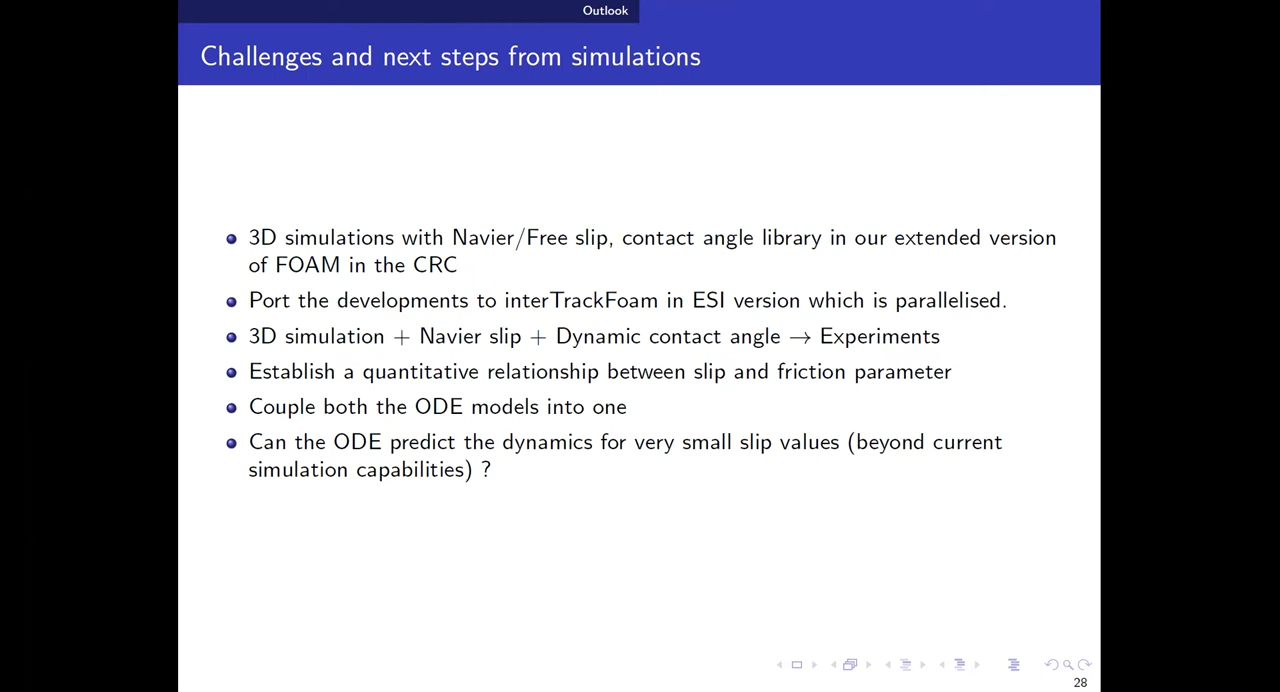 Outlook
Challenges and next steps from simulations
3D simulations with Navier/Free slip, contact angle library in our extended version
of FOAM in the CRC
Port the developments to interTrackFoam in ESI version which is parallelised.
3D simulation + Navier slip + Dynamic contact angle → Experiments
Establish a quantitative relationship between slip and friction parameter
Couple both the ODE models into one
Can the ODE predict the dynamics for very small slip values (beyond current
simulation capabilities) ?
28